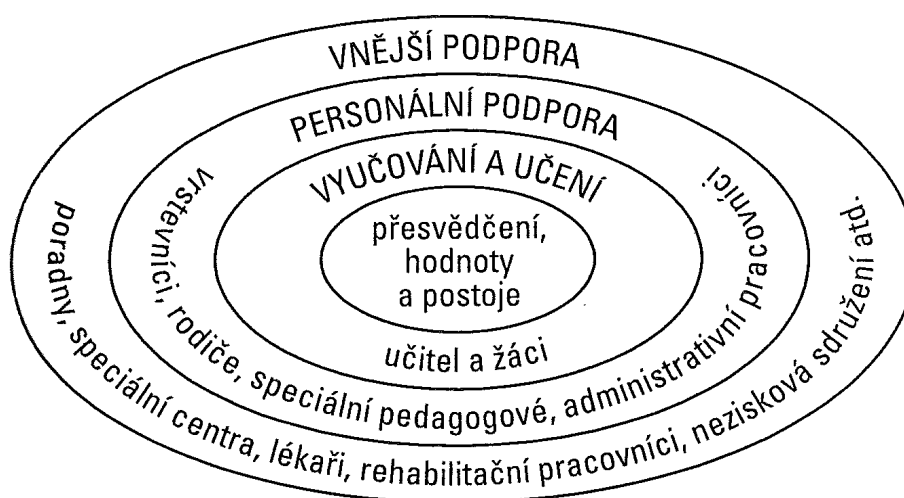 VNĚJŠÍ PODPORA
PERSONÁLNÍ PODPORA
VYUČOVÁNÍ A UČENÍ
přesvědčení,
hodnoty
a postoje
učitel a žáci
vrstevníci, rodiče, speciální pedagogové, administrativní pracovníci
poradny, speciální centra, lékaři, rehabilitační pracovníci, nezisková sdružení atd.